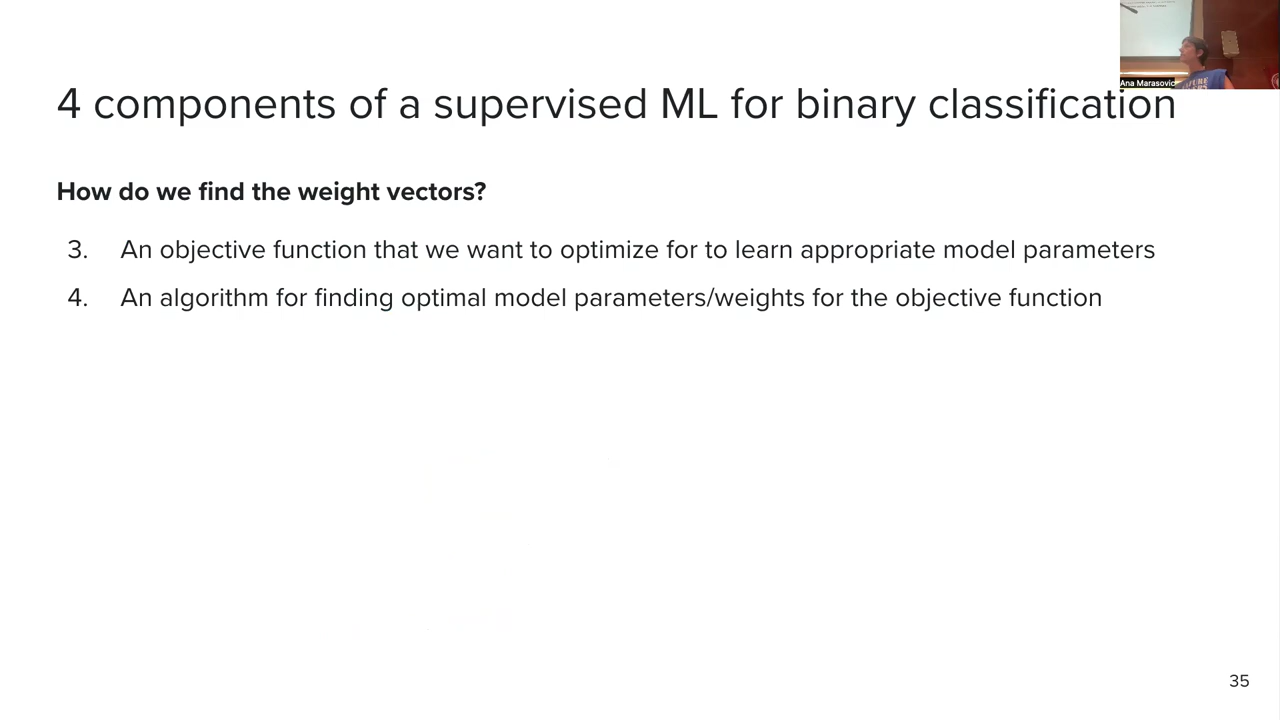 Ana Marasovic
4 components of a supervised ML for binary classification
How do we find the weight vectors?
3. An objective function that we want to optimize for to learn appropriate model parameters
4. An algorithm for finding optimal model parameters/weights for the objective function
35